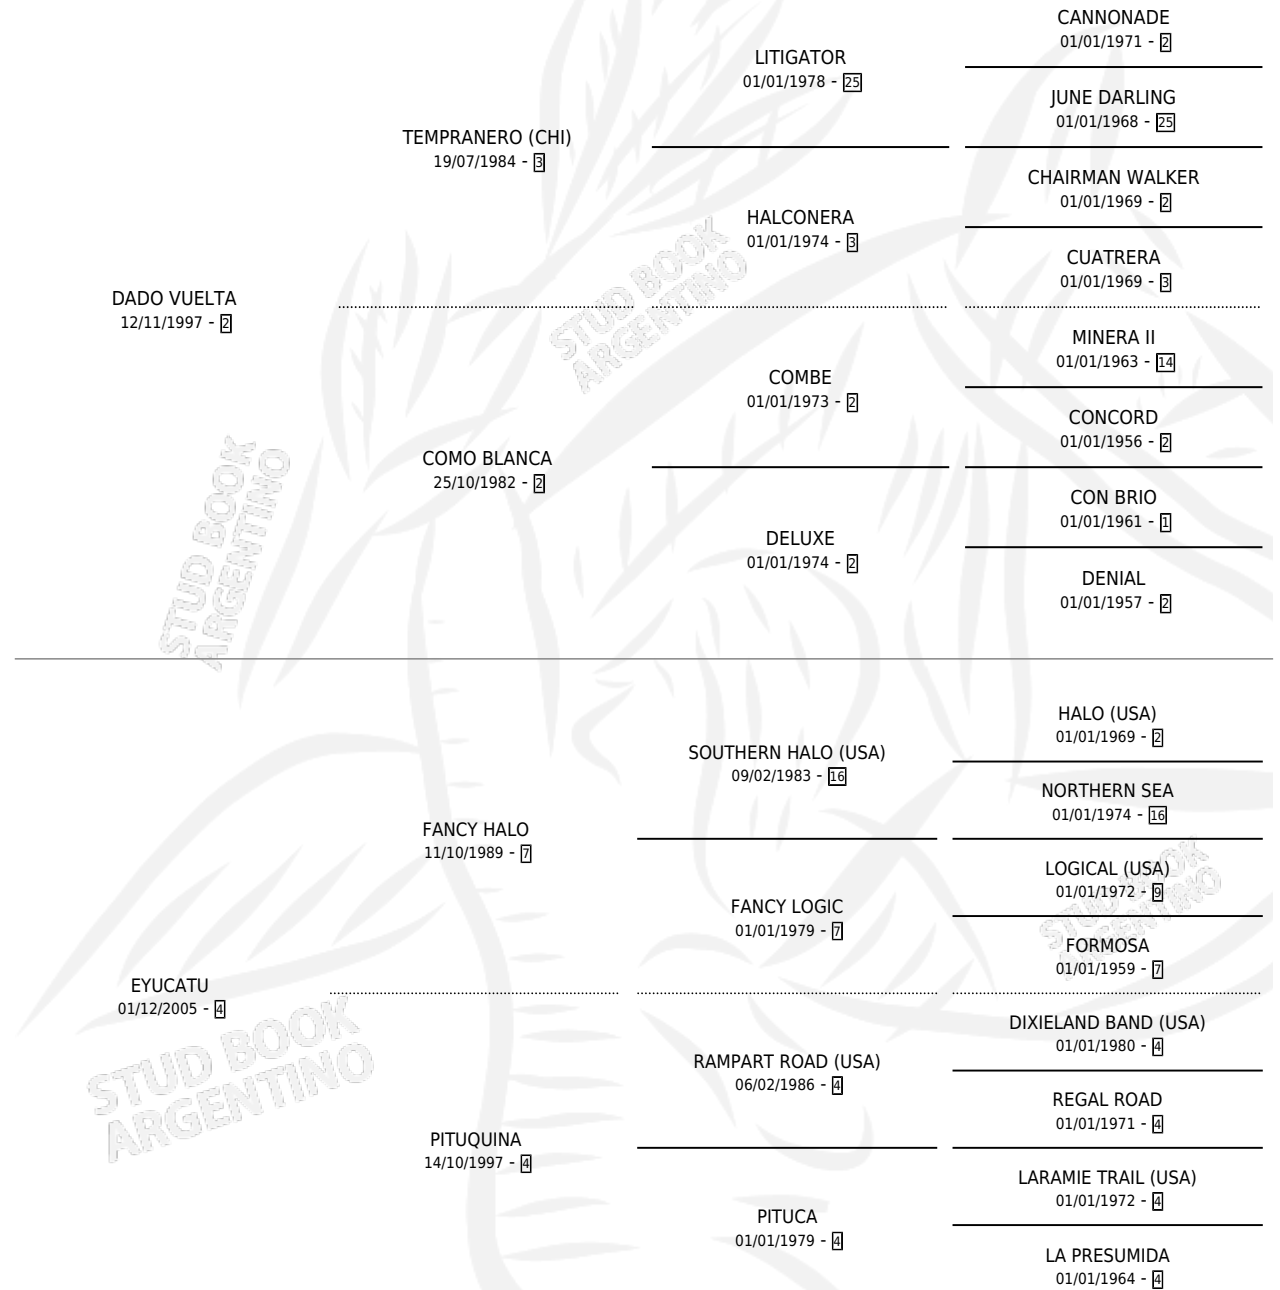 CANNONADE
01/01/1971 - 2
LITIGATOR
01/01/1978 - 25
JUNE DARLING
01/01/1968 - 25
TEMPRANERO (CHI)
19/07/1984 - 3
CHAIRMAN WALKER
01/01/1969 - 2
HALCONERA
01/01/1974 - 3
CUATRERA
01/01/1969 - 3
DADO VUELTA
12/11/1997 - 2
MINERA II
01/01/1963 - 14
COMBE
01/01/1973 - 2
CONCORD
01/01/1956 - 2
COMO BLANCA
25/10/1982 - 2
CON BRIO
01/01/1961 - 1
DELUXE
01/01/1974 - 2
DENIAL
01/01/1957 - 2
HALO (USA)
01/01/1969 - 2
SOUTHERN HALO (USA)
09/02/1983 - 16
NORTHERN SEA
01/01/1974 - 16
FANCY HALO
11/10/1989 - 7
LOGICAL (USA)
01/01/1972 - 9
FANCY LOGIC
01/01/1979 - 7
FORMOSA
01/01/1959 - 7
EYUCATU
01/12/2005 - 4
DIXIELAND BAND (USA)
01/01/1980 - 4
RAMPART ROAD (USA)
06/02/1986 - 4
REGAL ROAD
01/01/1971 - 4
PITUQUINA
14/10/1997 - 4
LARAMIE TRAIL (USA)
01/01/1972 - 4
PITUCA
01/01/1979 - 4
LA PRESUMIDA
01/01/1964 - 4
STUD BOOK
ARGENTINO
STUD BOOK
ARGENTINO
STUD BOOK
ARGENTINO
STUD BOOK
ARGENTINO